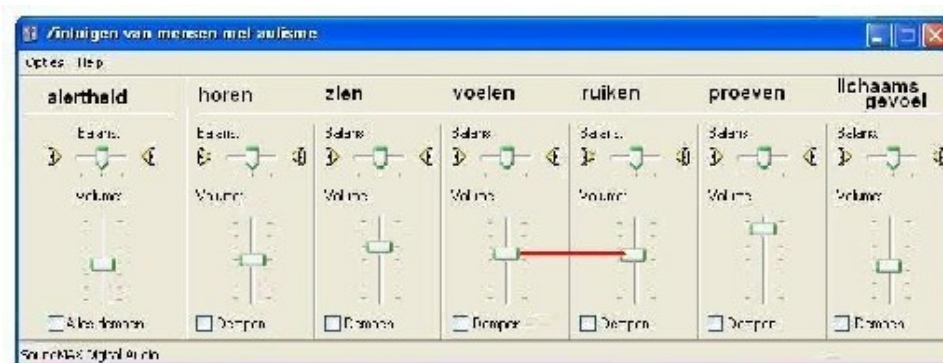 Zintuigen van mensen met autisme
Opties Help
alertheid horen zien voelen ruiken proeven lichaams gevoel
Balans: Balans: Balans: Balans: Balans: Balans: Balans:
Volume: Volume: Volume: Volume: Volume: Volume: Volume:
Alles dempen Dempen Dempen Dempen Dempen Dempen Dempen
SoundMAX Digital Audio